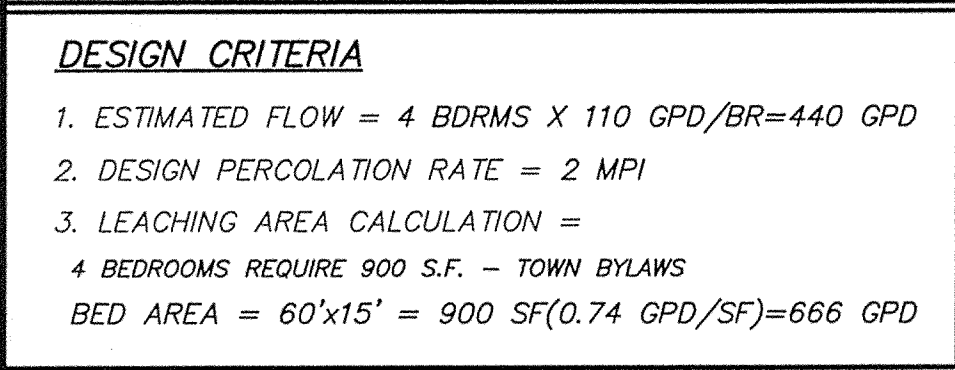 DESIGN CRITERIA
1. ESTIMATED FLOW = 4 BDRMS X 110 GPD/BR=440 GPD
2. DESIGN PERCOLATION RATE = 2 MPI
3. LEACHING AREA CALCULATION =
4 BEDROOMS REQUIRE 900 S.F. – TOWN BYLAWS
BED AREA = 60'x15' = 900 SF(0.74 GPD/SF)=666 GPD